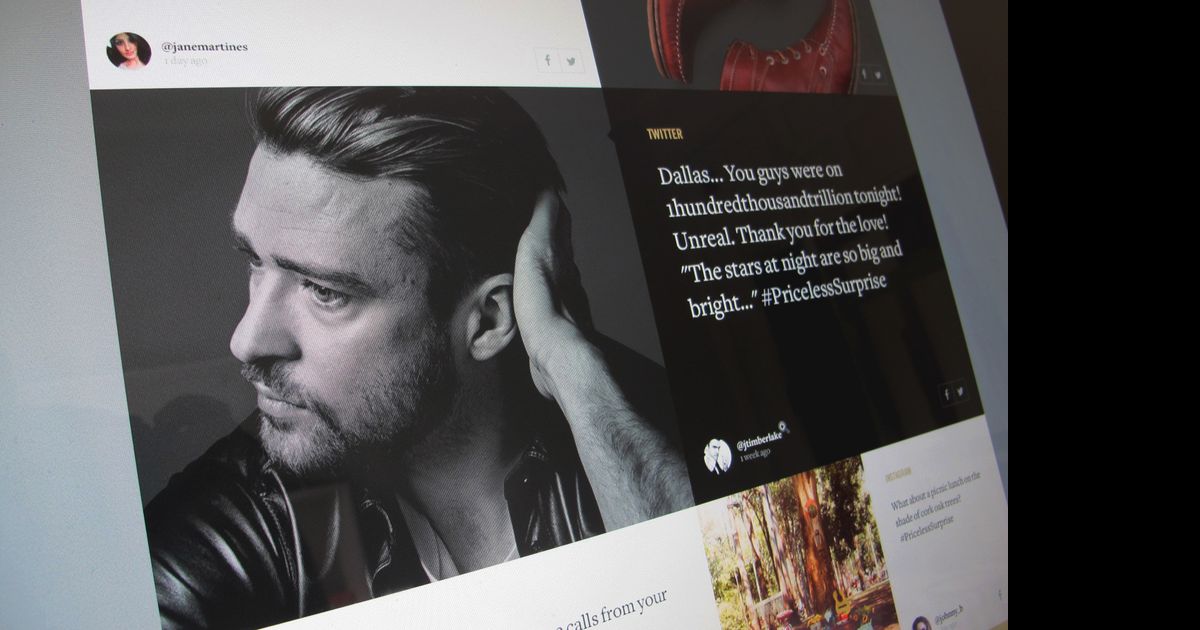 @janemartines
1 day ago
TWITTER
Dallas... You guys were on
1hundredthousandtrillion tonight!
Unreal. Thank you for the love!
"The stars at night are so big and
bright..." #PricelessSurprise
@jtimberlake
1 week ago
INSTAGRAM
What about a picnic lunch on the
shade of cork oak trees?
#PricelessSurprise
@johnny_b
calls from your